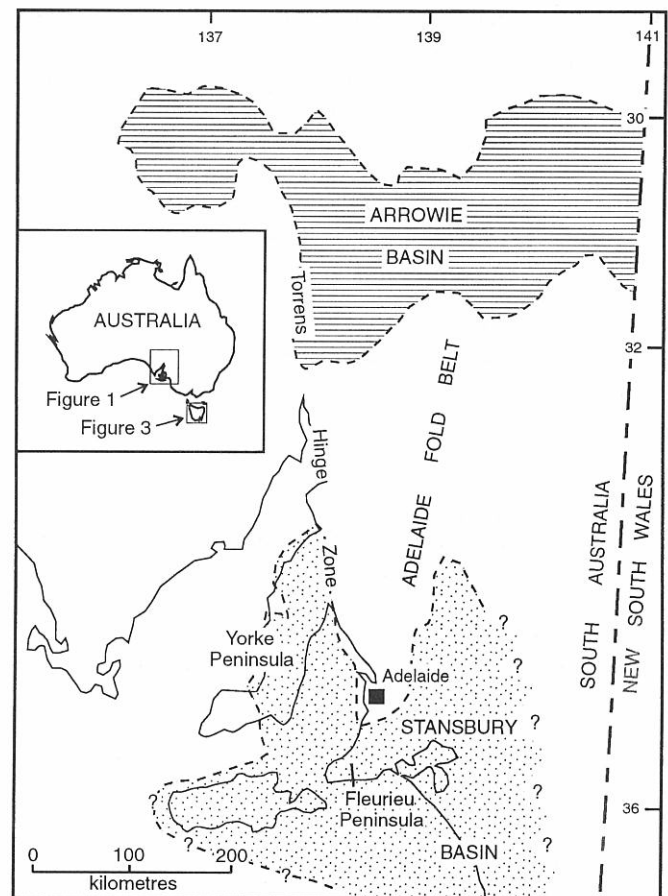 137
139
141
30
ARROWIE
BASIN
Torrens
AUSTRALIA
Figure 1
Figure 3
32
ADELAIDE FOLD BELT
Hinge
Zone
SOUTH AUSTRALIA
NEW SOUTH WALES
Yorke
Peninsula
Adelaide
STANSBURY
?
?
?
?
?
?
?
?
Fleurieu
Peninsula
BASIN
36
0
100
200
kilometres